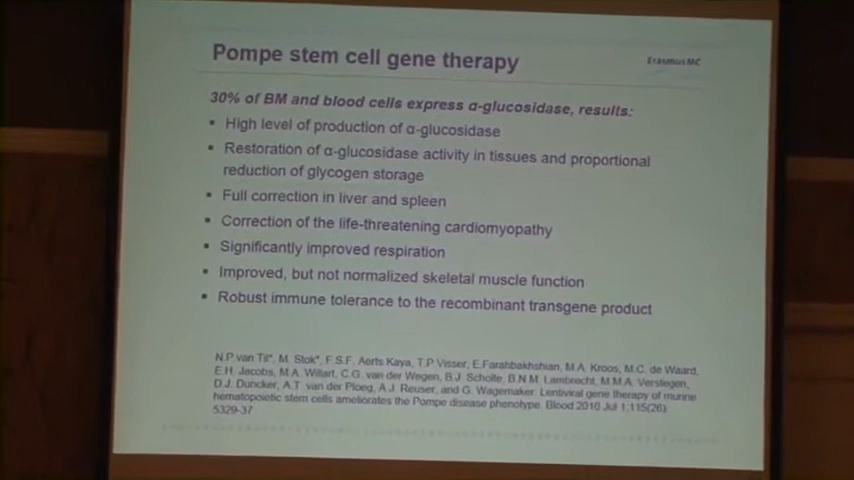 Pompe stem cell gene therapy
Erasmus MC
30% of BM and blood cells express α-glucosidase, results:
▪ High level of production of α-glucosidase
▪ Restoration of α-glucosidase activity in tissues and proportional
reduction of glycogen storage
▪ Full correction in liver and spleen
▪ Correction of the life-threatening cardiomyopathy
▪ Significantly improved respiration
▪ Improved, but not normalized skeletal muscle function
▪ Robust immune tolerance to the recombinant transgene product
N.P. van Til*, M. Stok*, F.S.F. Aerts Kaya, T.P. Visser, E.Farahbakhshian, M.A. Kroos, M.C. de Waard,
E.H. Jacobs, M.A. Willart, C.G. van der Wegen, B.J. Scholte, B.N.M. Lambrecht, M.M.A. Verstegen,
D.J. Duncker, A.T. van der Ploeg, A.J. Reuser, and G. Wagemaker. Lentiviral gene therapy of murine
hematopoietic stem cells ameliorates the Pompe disease phenotype. Blood 2010 Jul 1;115(26):
5329-37